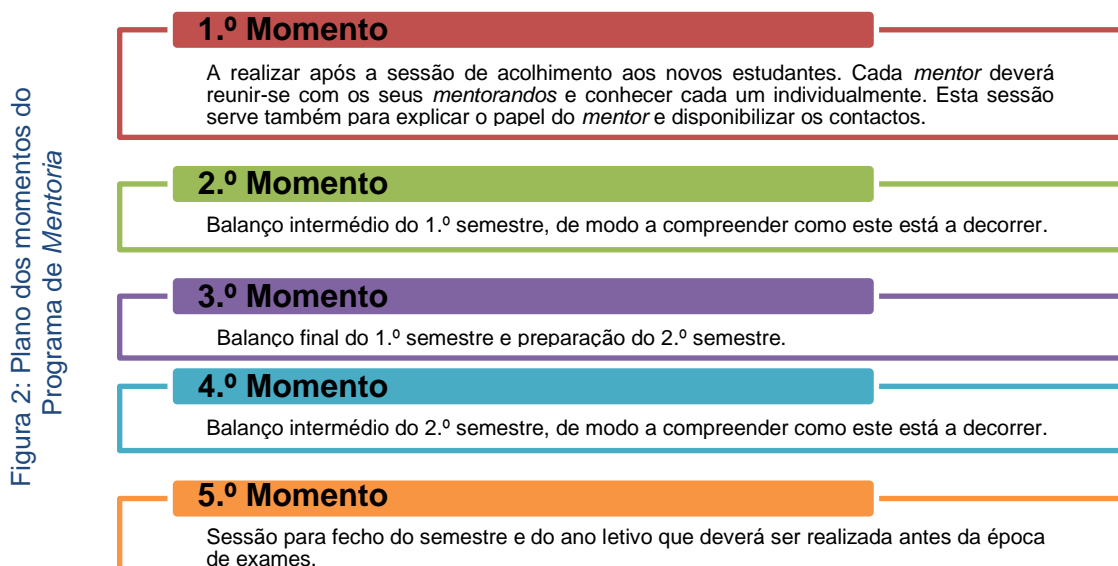 Figura 2: Plano dos momentos do
Programa de Mentoria
1.º Momento
A realizar após a sessão de acolhimento aos novos estudantes. Cada mentor deverá
reunir-se com os seus mentorandos e conhecer cada um individualmente. Esta sessão
serve também para explicar o papel do mentor e disponibilizar os contactos.
2.º Momento
Balanço intermédio do 1.º semestre, de modo a compreender como este está a decorrer.
3.º Momento
Balanço final do 1.º semestre e preparação do 2.º semestre.
4.º Momento
Balanço intermédio do 2.º semestre, de modo a compreender como este está a decorrer.
5.º Momento
Sessão para fecho do semestre e do ano letivo que deverá ser realizada antes da época
de exames.